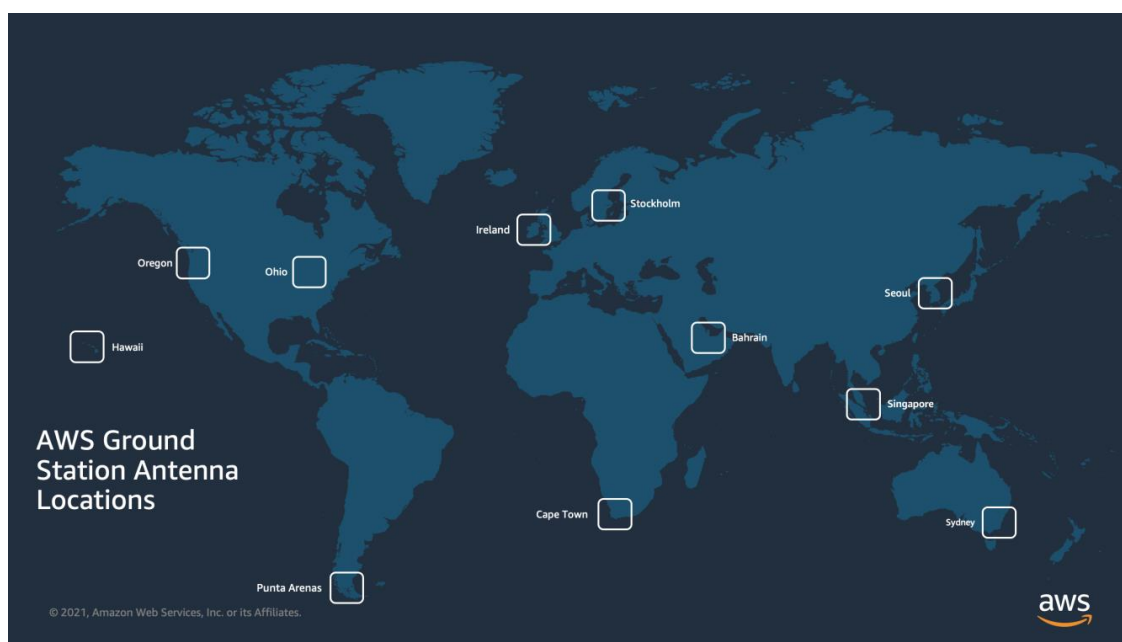 Stockholm
Ireland
Oregon
Ohio
Seoul
Hawaii
Bahrain
Singapore
AWS Ground
Station Antenna
Locations
Cape Town
Sydney
Punta Arenas
© 2021, Amazon Web Services, Inc. or its Affiliates.
aws